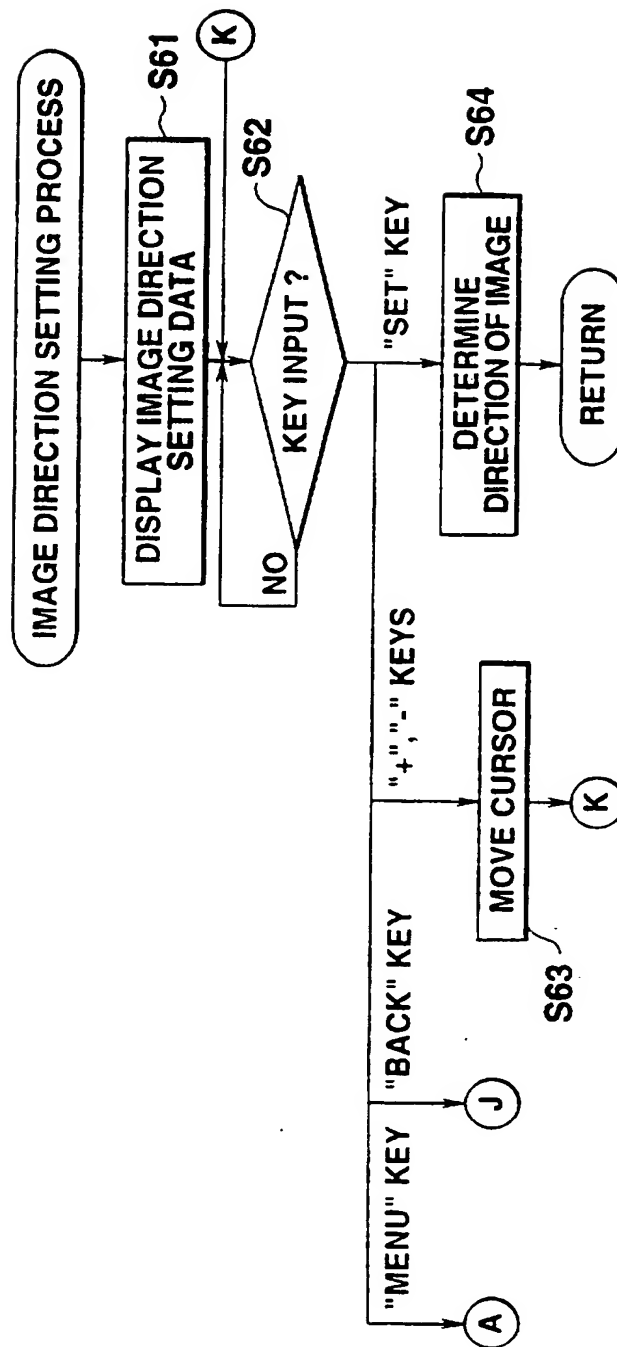 IMAGE DIRECTION SETTING PROCESS
DISPLAY IMAGE DIRECTION
SETTING DATA
S61
K
KEY INPUT ?
S62
NO
"MENU" KEY
"BACK" KEY
"+","-" KEYS
"SET" KEY
A
J
MOVE CURSOR
S63
K
DETERMINE
DIRECTION OF IMAGE
S64
RETURN